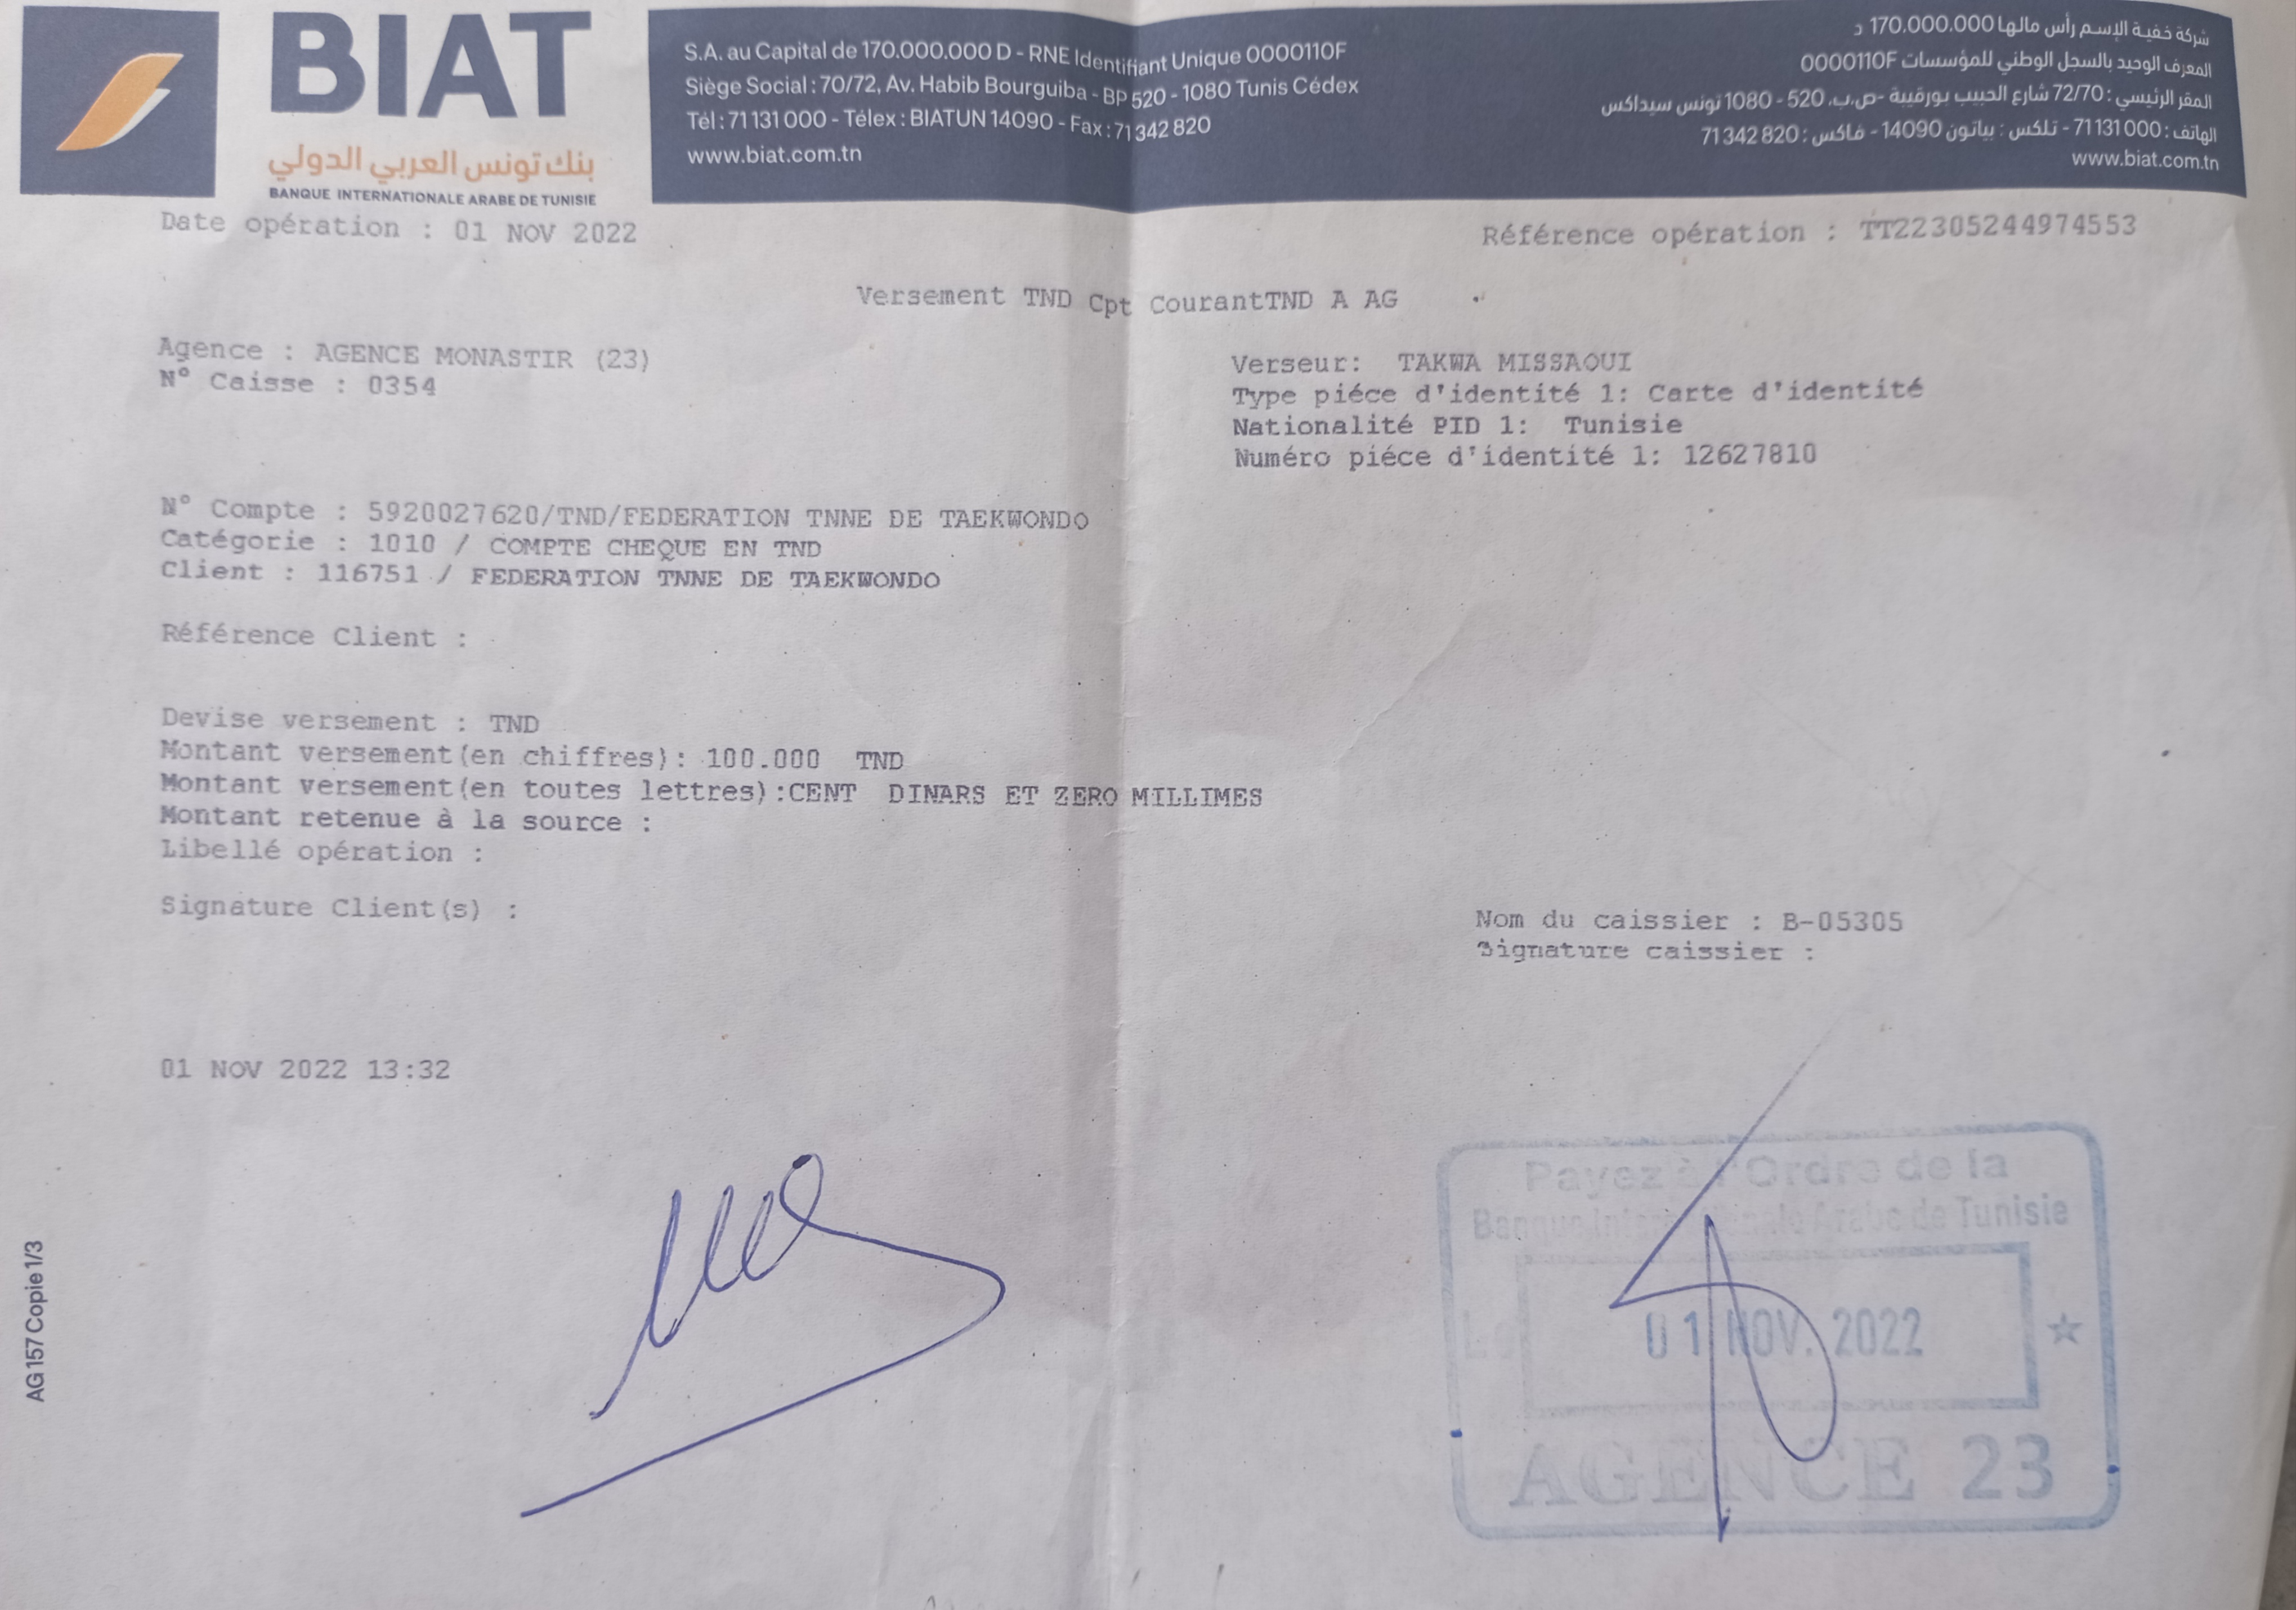 BIAT
بنك تونس العربي الدولي
BANQUE INTERNATIONALE ARABE DE TUNISIE
S.A. au Capital de 170.000.000 D - RNE Identifiant Unique 0000110F
Siège Social : 70/72, Av. Habib Bourguiba - BP 520 - 1080 Tunis Cédex
Tél : 71 131 000 - Télex : BIATUN 14090 - Fax : 71 342 820
www.biat.com.tn
شركة خفية الإسم رأس مالها 170.000.000 د
المعرف الوحيد بالسجل الوطني للمؤسسات 0000110F
المقر الرئيسي : 72/70 شارع الحبيب بورقيبة -ص.ب. 520 - 1080 تونس سيداكس
الهاتف : 71 131 000 - تلكس : بياتون 14090 - فاكس : 71 342 820
www.biat.com.tn
Date opération : 01 NOV 2022
Référence opération : TT22305244974553
Versement TND Cpt CourantTND A AG
Agence : AGENCE MONASTIR (23)
N° Caisse : 0354
Verseur: TAKWA MISSAOUI
Type piéce d'identité 1: Carte d'identité
Nationalité PID 1: Tunisie
Numéro piéce d'identité 1: 12627810
N° Compte : 5920027620/TND/FEDERATION TNNE DE TAEKWONDO
Catégorie : 1010 / COMPTE CHEQUE EN TND
Client : 116751 / FEDERATION TNNE DE TAEKWONDO
Référence Client :
Devise versement : TND
Montant versement(en chiffres): 100.000 TND
Montant versement(en toutes lettres):CENT DINARS ET ZERO MILLIMES
Montant retenue à la source :
Libellé opération :
Signature Client(s) :
Nom du caissier : B-05305
Signature caissier :
01 NOV 2022 13:32
Payez à l'Ordre de la
Banque Internationale Arabe de Tunisie
Le
01 NOV. 2022
AGENCE 23
AG 157 Copie 1/3